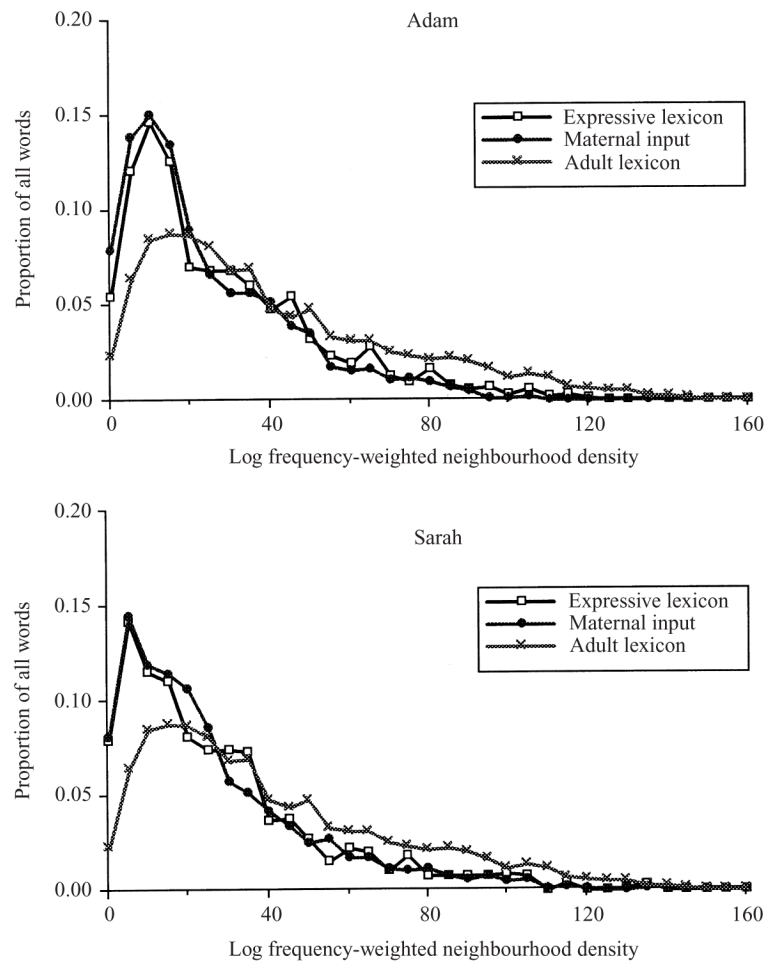 Adam
0.20
0.15
0.10
0.05
0.00
Proportion of all words
Expressive lexicon
Maternal input
Adult lexicon
0 40 80 120 160
Log frequency-weighted neighbourhood density
Sarah
0.20
0.15
0.10
0.05
0.00
Proportion of all words
Expressive lexicon
Maternal input
Adult lexicon
0 40 80 120 160
Log frequency-weighted neighbourhood density